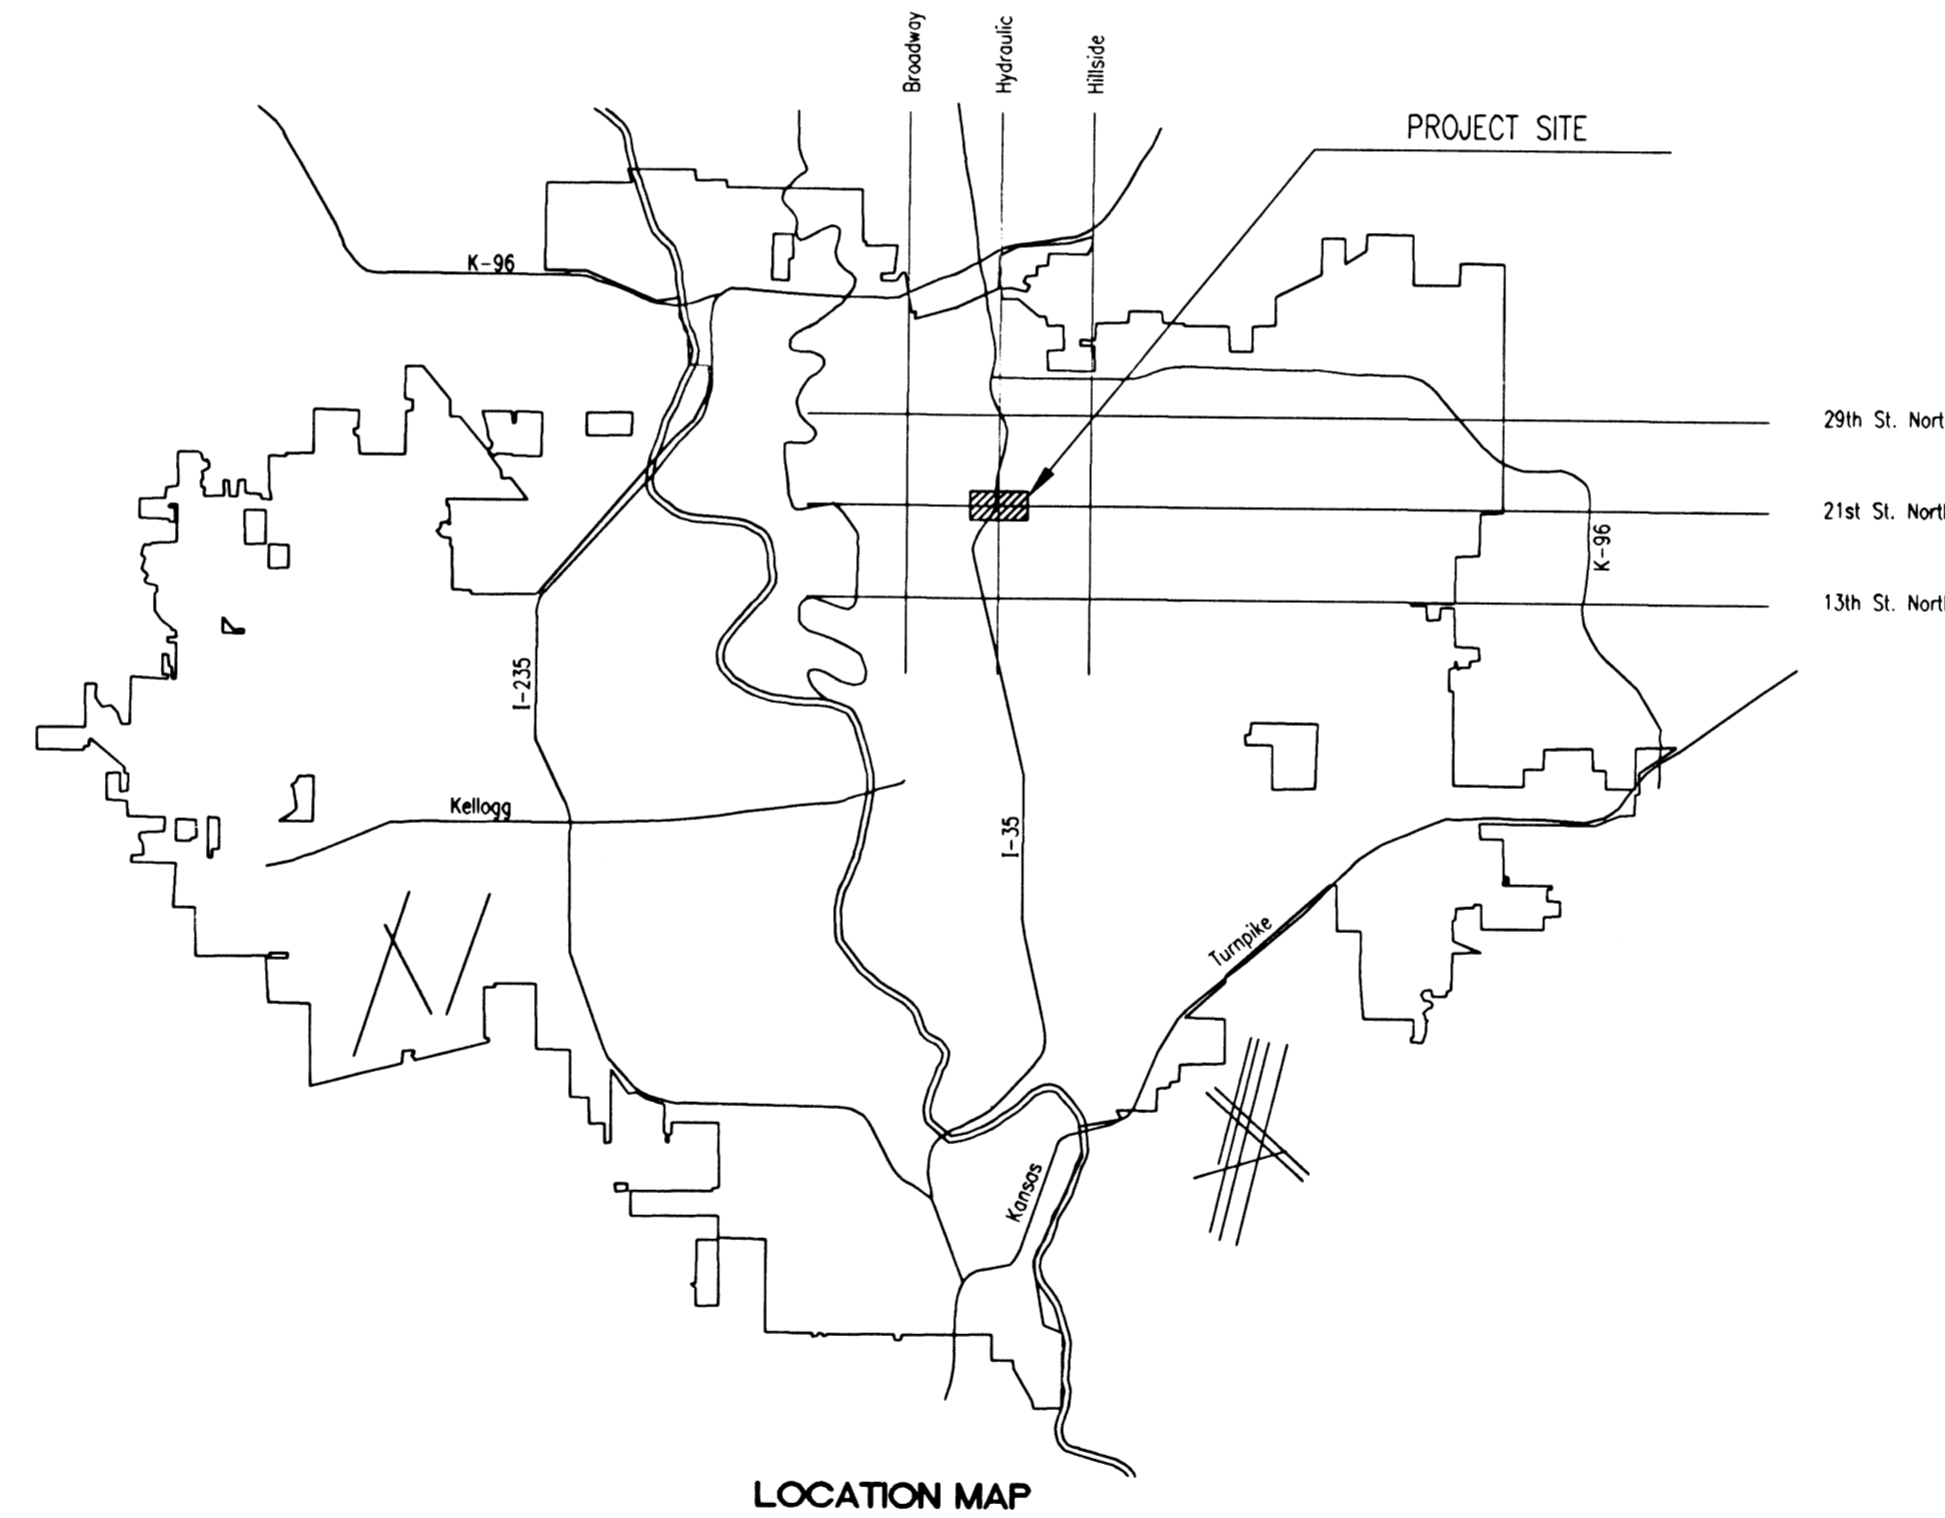 Broadway
Hydraulic
Hillside
PROJECT SITE
K-96
29th St. Nort
21st St. North
K-96
13th St. North
I-235
Kellogg
I-35
Turnpike
Kansas
LOCATION MAP